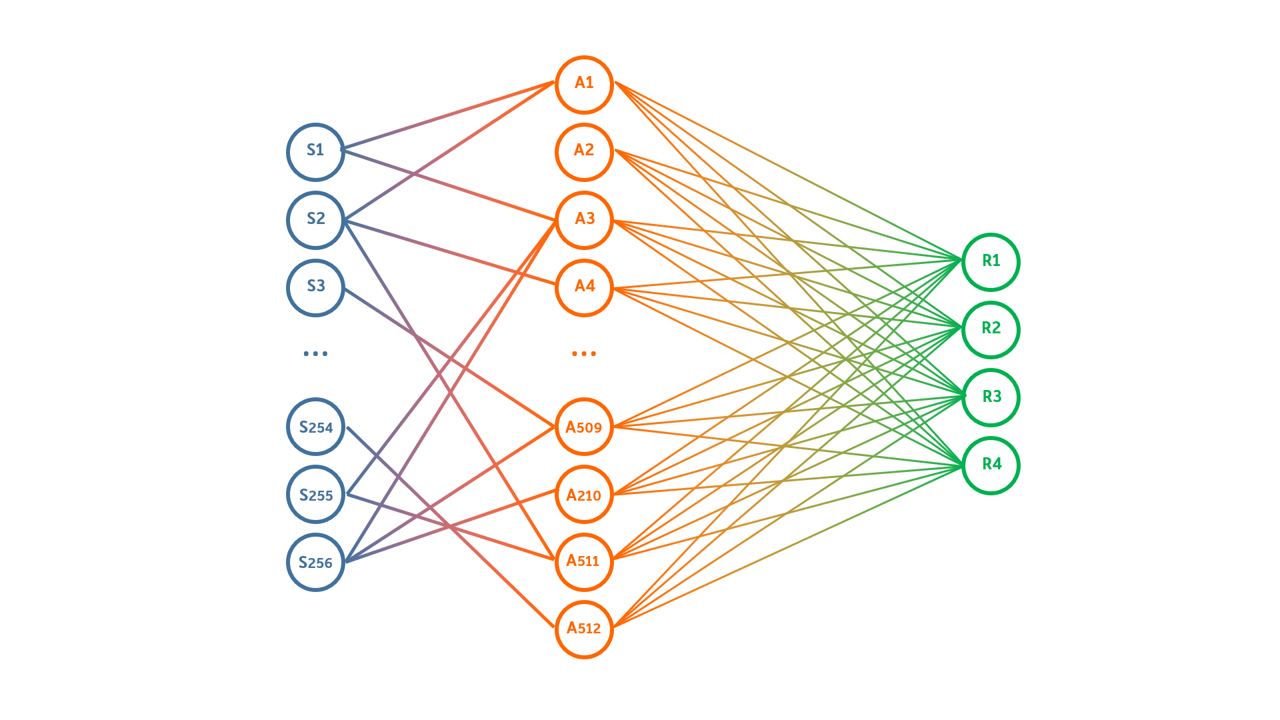 S1
S2
S3
...
S254
S255
S256
A1
A2
A3
A4
...
A509
A210
A511
A512
R1
R2
R3
R4